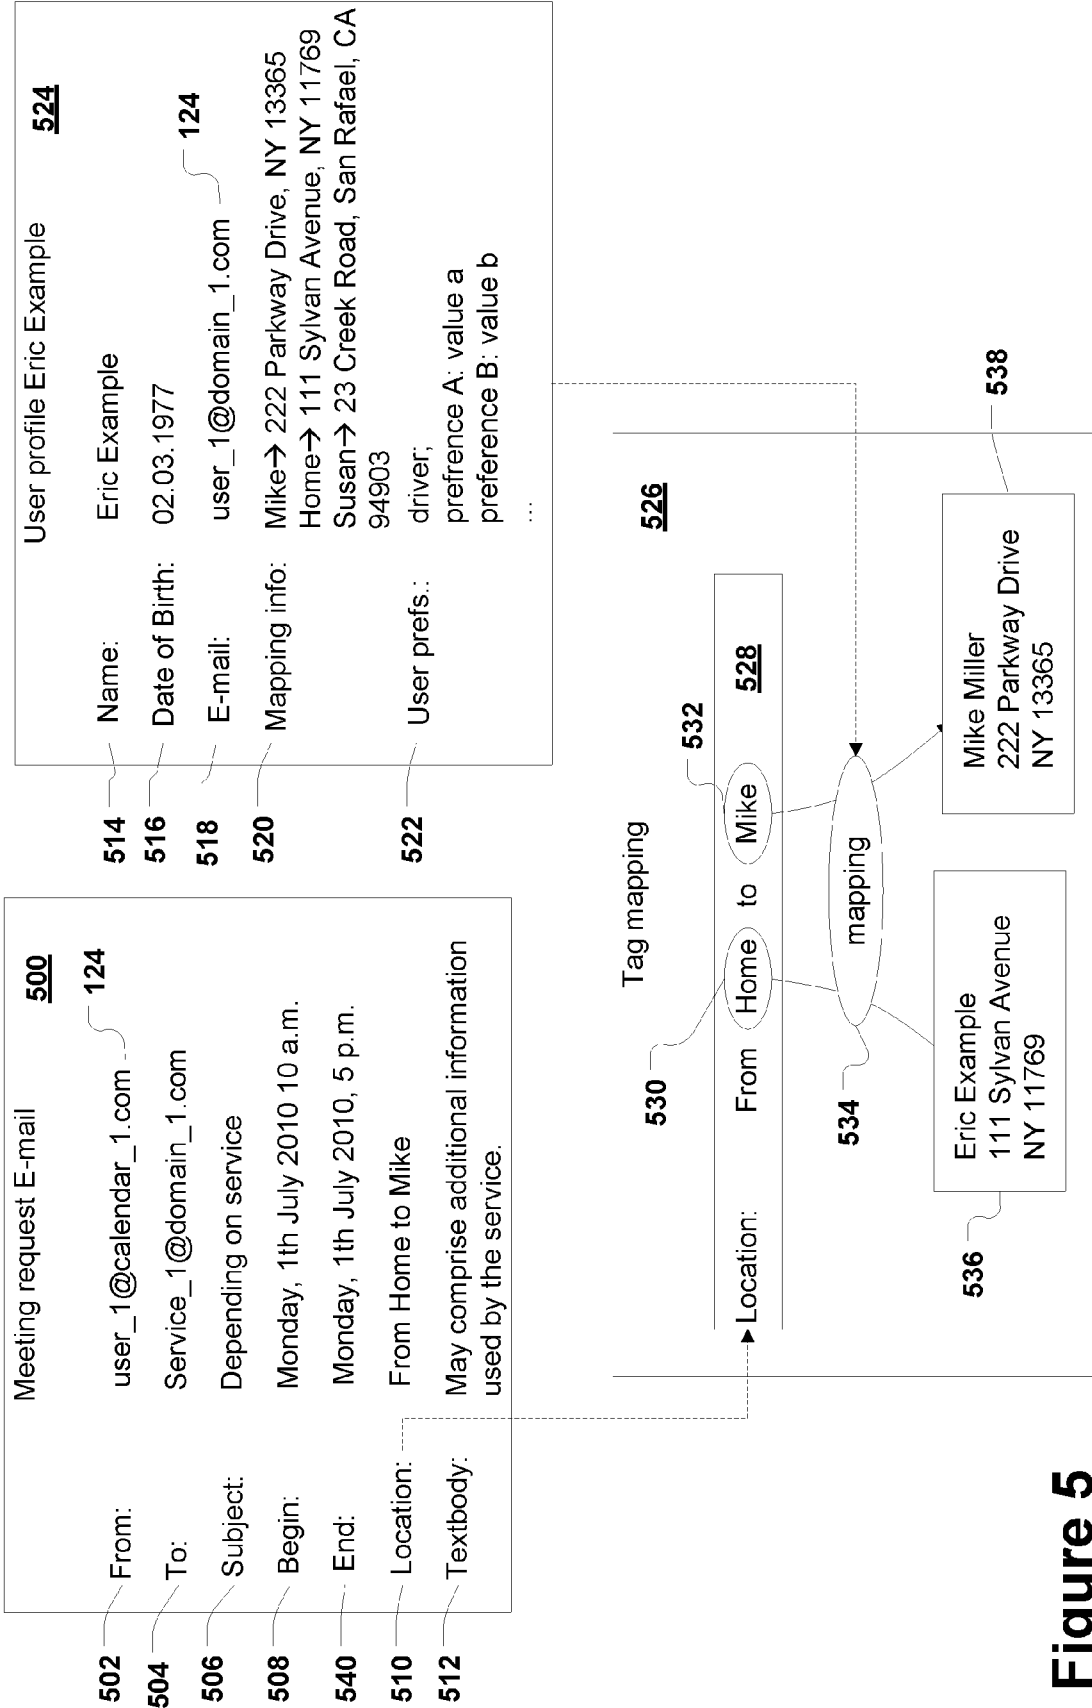 Meeting request E-mail
500
124
502 From: user_1@calendar_1.com
504 To: Service_1@domain_1.com
506 Subject: Depending on service
508 Begin: Monday, 1th July 2010 10 a.m.
540 End: Monday, 1th July 2010, 5 p.m.
510 Location: From Home to Mike
512 Textbody: May comprise additional information
used by the service.
User profile Eric Example
524
514 Name: Eric Example
516 Date of Birth: 02.03.1977
124
518 E-mail: user_1@domain_1.com
520 Mapping info: Mike→ 222 Parkway Drive, NY 13365
Home→ 111 Sylvan Avenue, NY 11769
Susan→ 23 Creek Road, San Rafael, CA
94903
522 User prefs.: driver;
prefrence A: value a
preference B: value b
...
Tag mapping
526
530
532
Location: From Home to Mike 528
534
mapping
536
Eric Example
111 Sylvan Avenue
NY 11769
Mike Miller
222 Parkway Drive
NY 13365
538
Figure 5